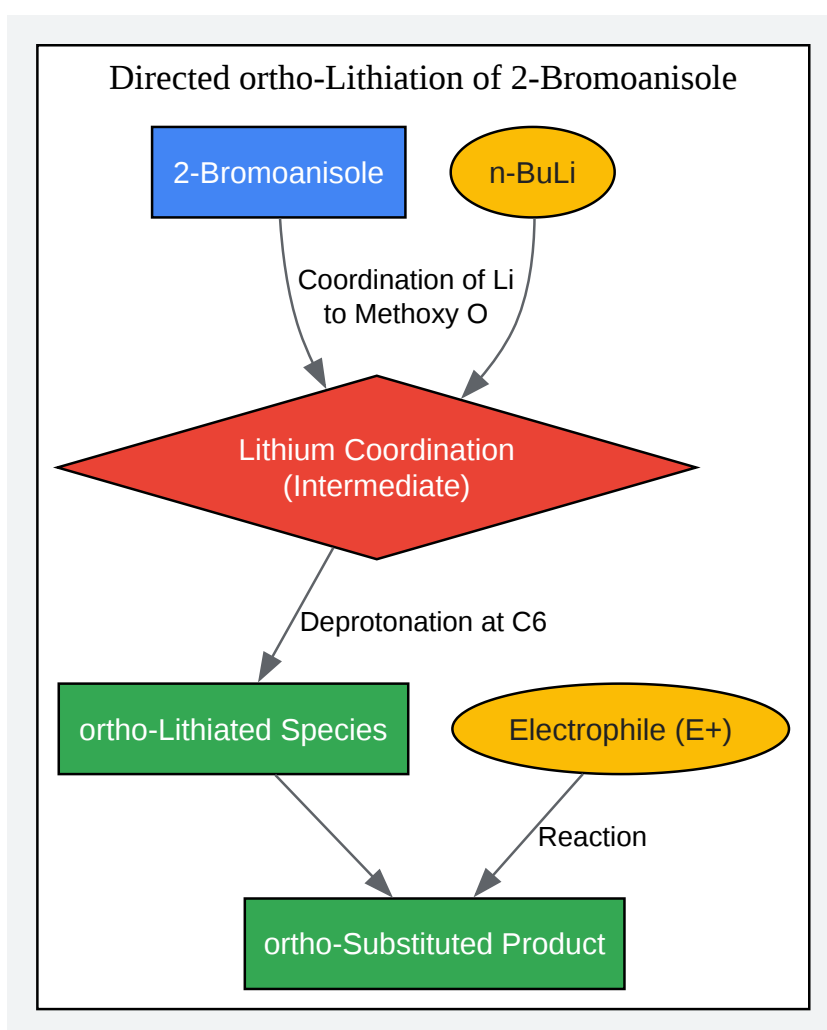 Directed ortho-Lithiation of 2-Bromoanisole
2-Bromoanisole
n-BuLi
Coordination of Li
to Methoxy O
Lithium Coordination
(Intermediate)
Deprotonation at C6
ortho-Lithiated Species
Electrophile (E+)
Reaction
ortho-Substituted Product